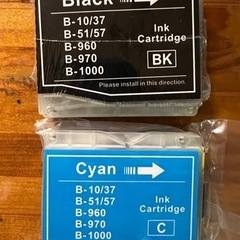 Black
B-10/37
B-51/57
B-960
B-970
B-1000
Ink
Cartridge
BK
Please install in this direction.
Cyan
B-10/37
B-51/57
B-960
B-970
B-1000
Ink
Cartridge
C